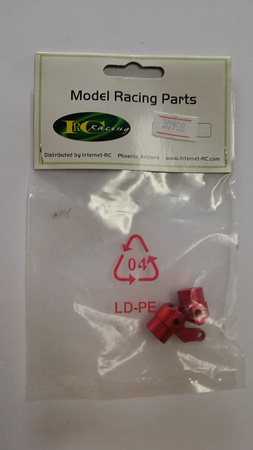 Model Racing Parts
IRC Racing
Distributed by Internet-RC Phoenix, Arizona www.internet-RC.com
04
LD-PE